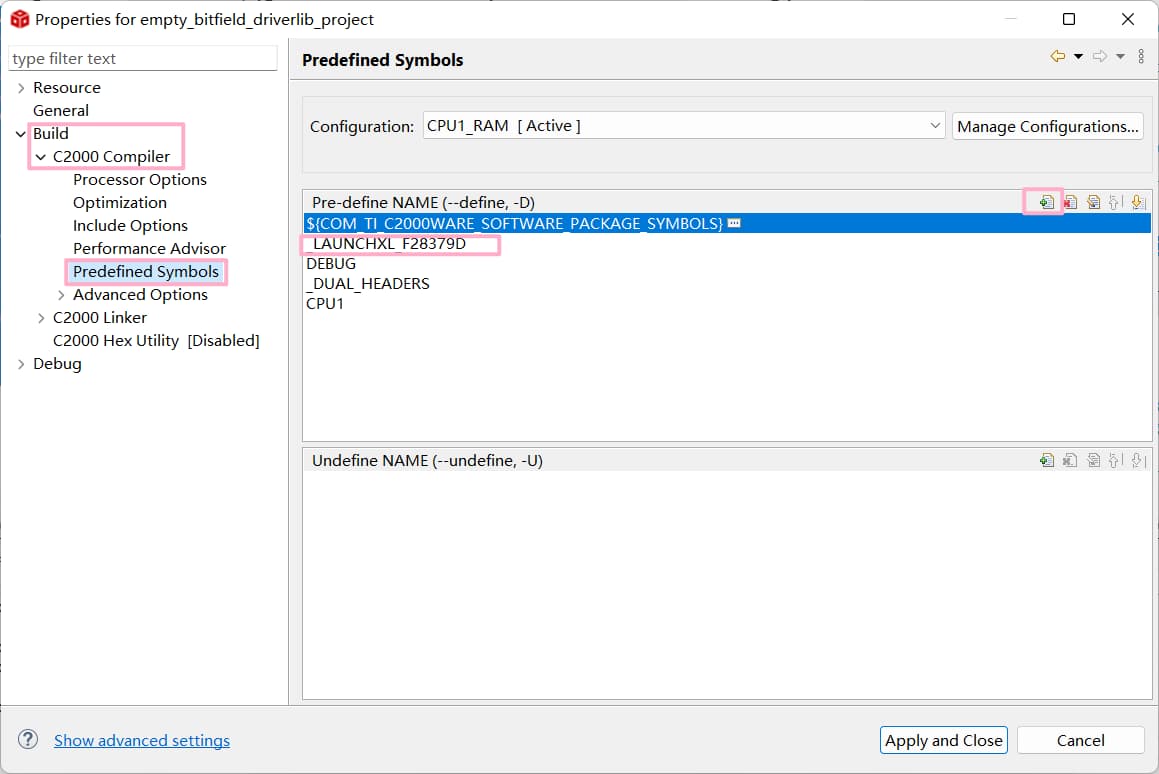 Properties for empty_bitfield_driverlib_project
type filter text
Resource
General
Build
C2000 Compiler
Processor Options
Optimization
Include Options
Performance Advisor
Predefined Symbols
Advanced Options
C2000 Linker
C2000 Hex Utility [Disabled]
Debug
Predefined Symbols
Configuration: CPU1_RAM [ Active ] Manage Configurations...
Pre-define NAME (--define, -D)
${COM_TI_C2000WARE_SOFTWARE_PACKAGE_SYMBOLS}
_LAUNCHXL_F28379D
DEBUG
_DUAL_HEADERS
CPU1
Undefine NAME (--undefine, -U)
Show advanced settings
Apply and Close Cancel